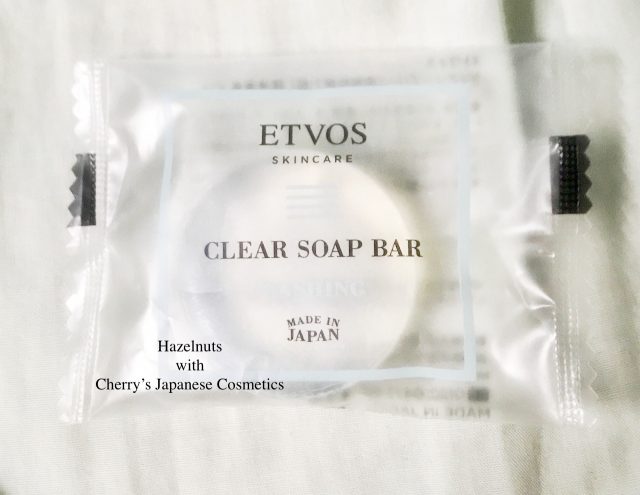 ETVOS
SKINCARE
CLEAR SOAP BAR
MADE IN
JAPAN
Hazelnuts
with
Cherry's Japanese Cosmetics